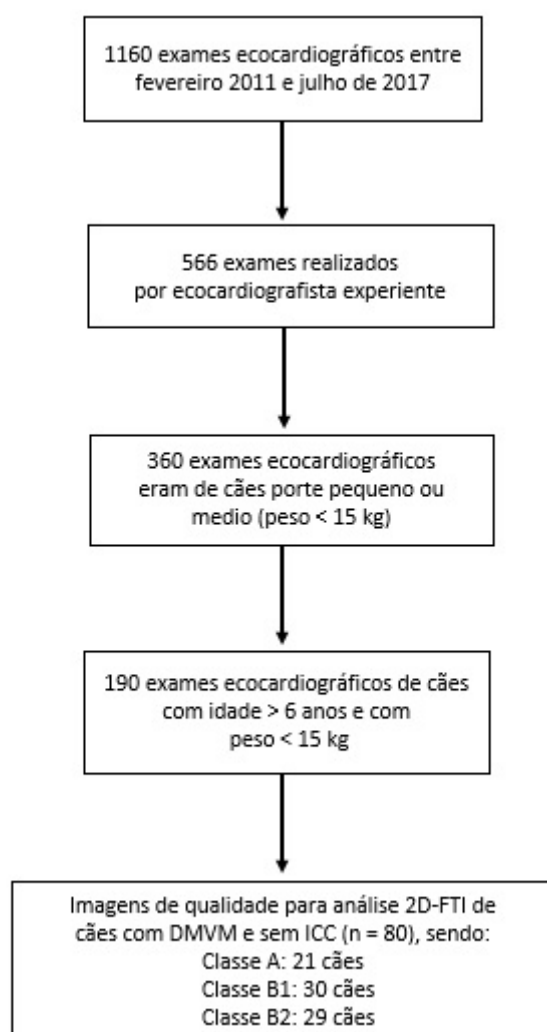 1160 exames ecocardiográficos entre
fevereiro 2011 e julho de 2017
566 exames realizados
por ecocardiografista experiente
360 exames ecocardiográficos
eram de cães porte pequeno ou
medio (peso < 15 kg)
190 exames ecocardiográficos de cães
com idade > 6 anos e com
peso < 15 kg
Imagens de qualidade para análise 2D-FTI de
cães com DMVM e sem ICC (n = 80), sendo:
Classe A: 21 cães
Classe B1: 30 cães
Classe B2: 29 cães